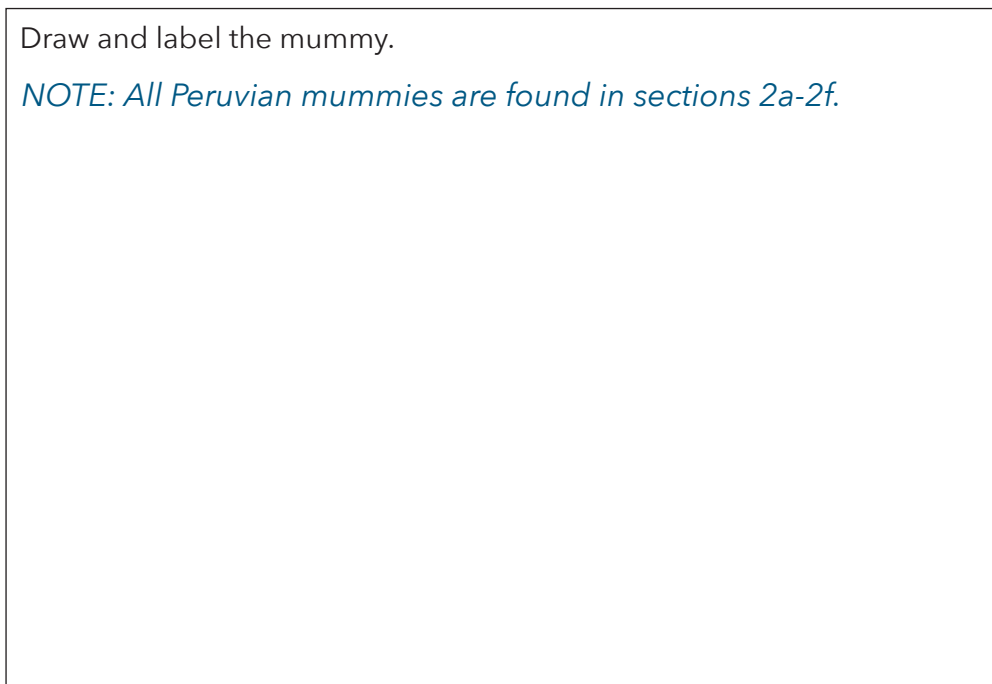 Draw and label the mummy.
NOTE: All Peruvian mummies are found in sections 2a-2f.